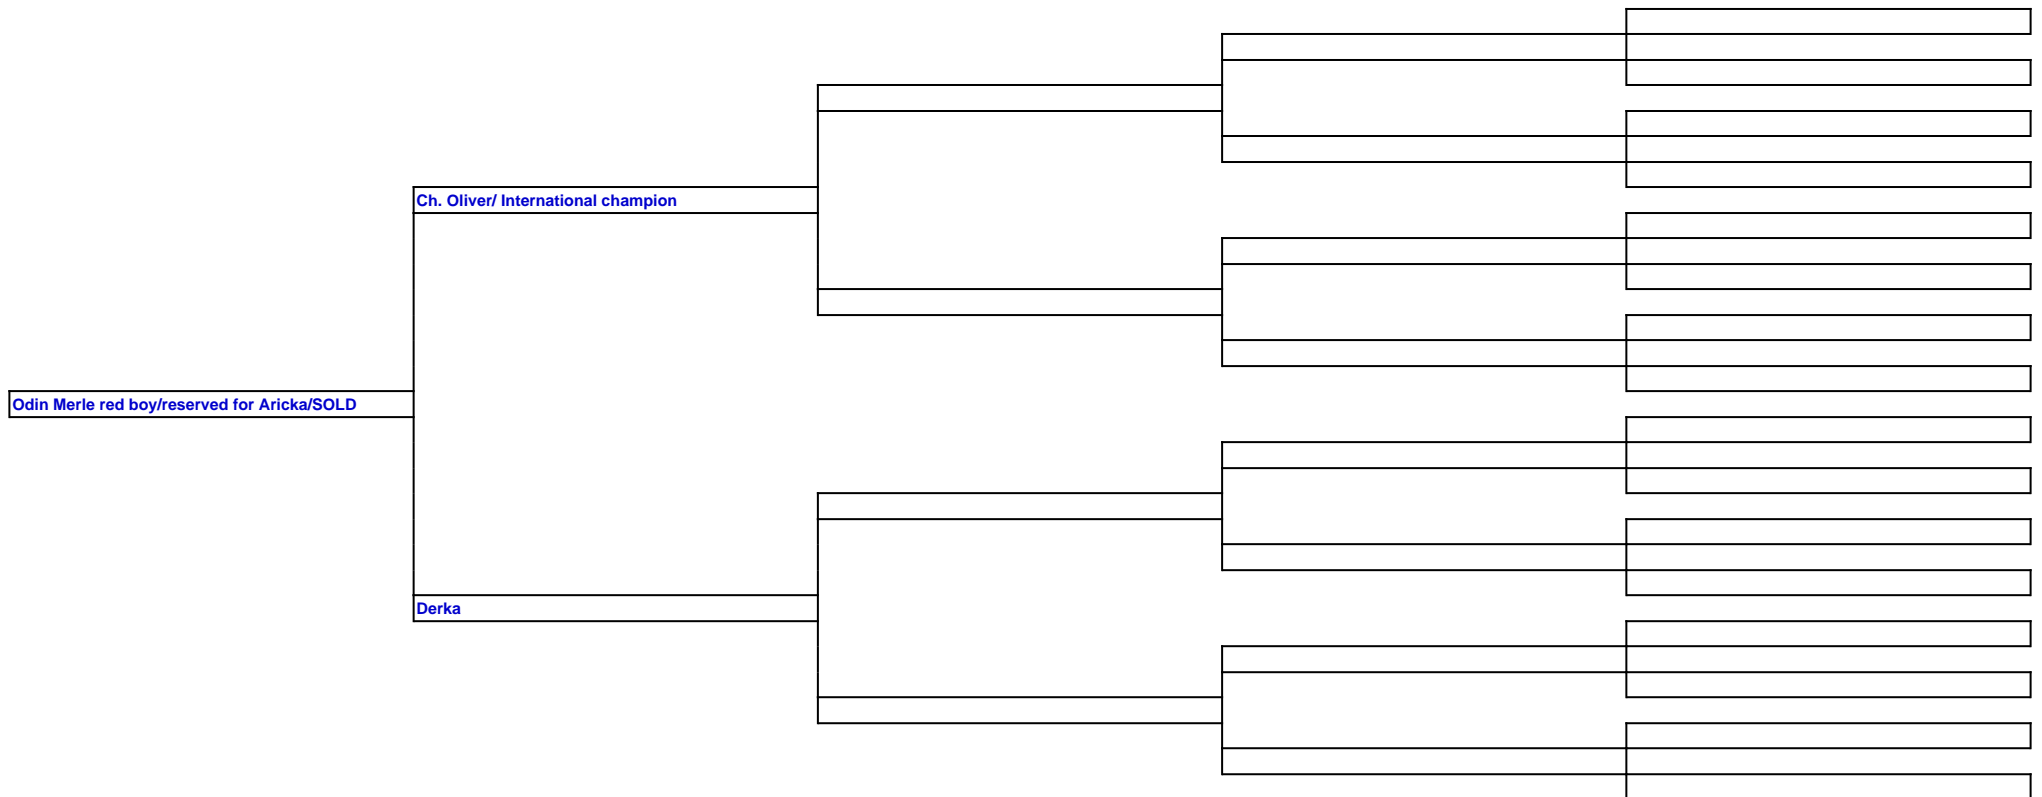 Ch. Oliver/ International champion
Odin Merle red boy/reserved for Aricka/SOLD
Derka